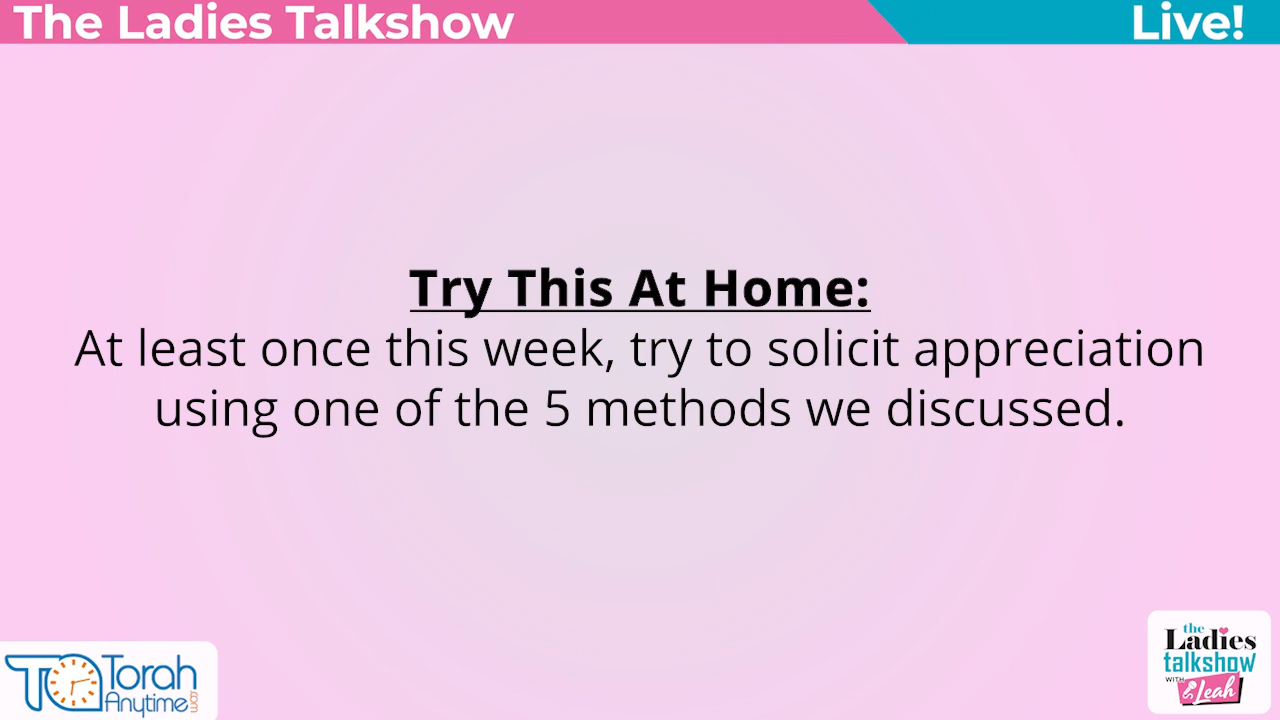 The Ladies Talkshow
Live!
Try This At Home:
At least once this week, try to solicit appreciation
using one of the 5 methods we discussed.
TA Torah
Anytime.com
the
Ladies
talkshow
WITH
Leah